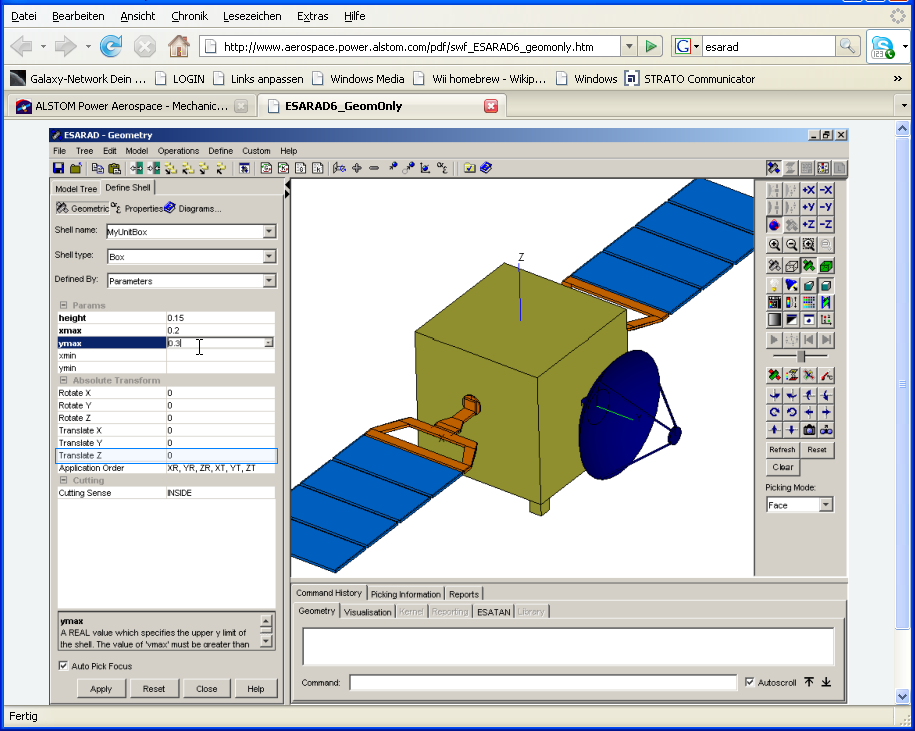 Datei Bearbeiten Ansicht Chronik Lesezeichen Extras Hilfe
http://www.aerospace.power.alstom.com/pdf/swf_ESARAD6_geomonly.htm esarad
Galaxy-Network Dein ... LOGIN Links anpassen Windows Media Wii homebrew - Wikip... Windows STRATO Communicator
ALSTOM Power Aerospace - Mechanic... ESARAD6_GeomOnly
ESARAD - Geometry
File Tree Edit Model Operations Define Custom Help
Model Tree Define Shell
Geometric Properties Diagrams...
Shell name: MyUnitBox
Shell type: Box
Defined By: Parameters
Params
height 0.15
xmax 0.2
ymax 0.3
xmin
ymin
Absolute Transform
Rotate X 0
Rotate Y 0
Rotate Z 0
Translate X 0
Translate Y 0
Translate Z 0
Application Order XR, YR, ZR, XT, YT, ZT
Cutting
Cutting Sense INSIDE
ymax
A REAL value which specifies the upper y limit of
the shell. The value of 'ymax' must be greater than
Auto Pick Focus
Apply Reset Close Help
Z
X
+X -X
+Y -Y
+Z -Z
Refresh Reset
Clear
Picking Mode:
Face
Command History Picking Information Reports
Geometry Visualisation Kernel Reporting ESATAN Library
Command: Autoscroll
Fertig